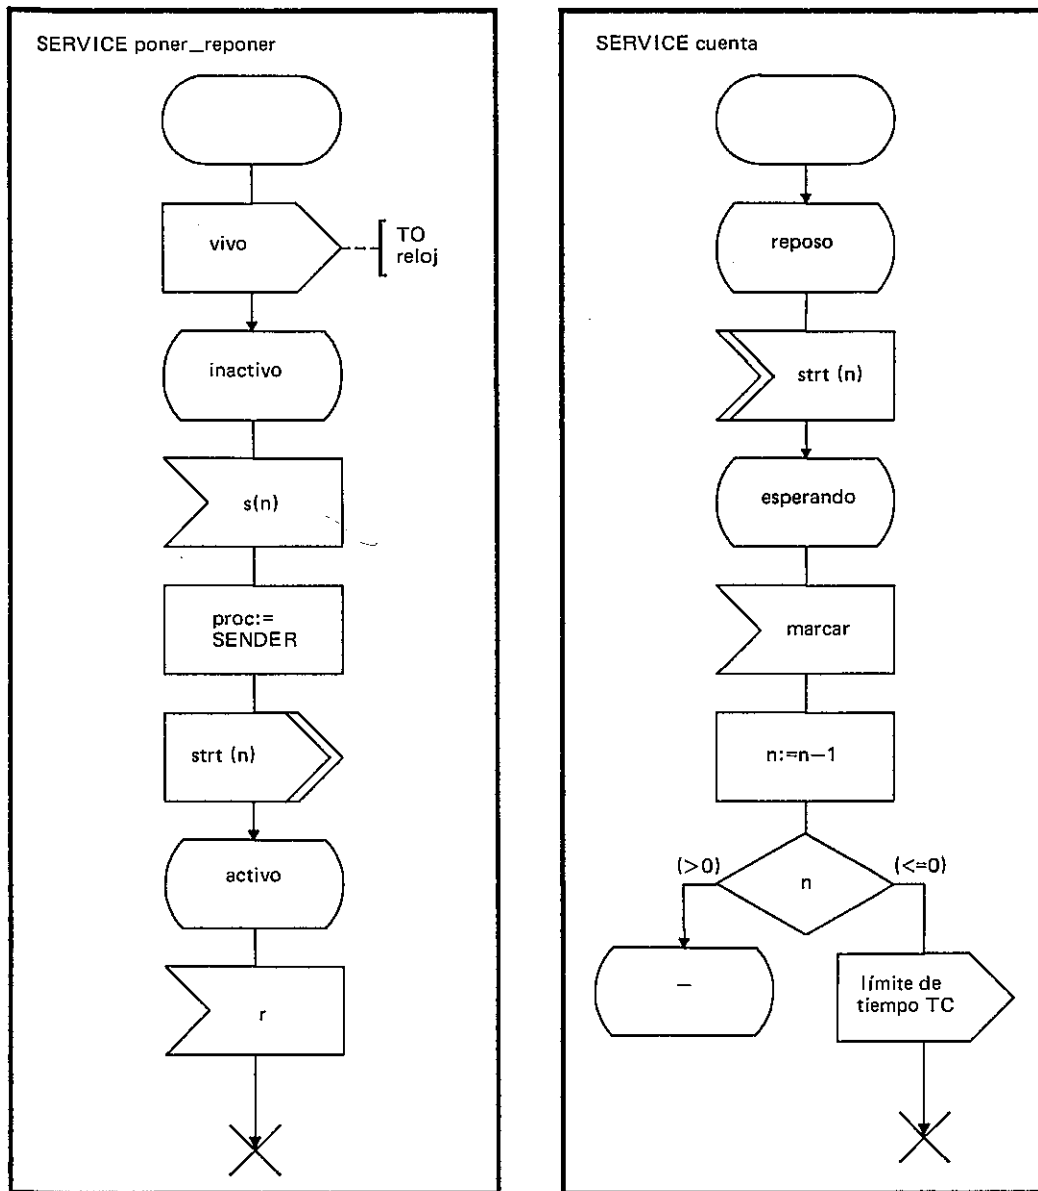 SERVICE poner_reponer
vivo
TO
reloj
inactivo
s(n)
proc:=
SENDER
strt (n)
activo
r
SERVICE cuenta
reposo
strt (n)
esperando
marcar
n:=n−1
(>0)
n
(<=0)
–
límite de
tiempo TC